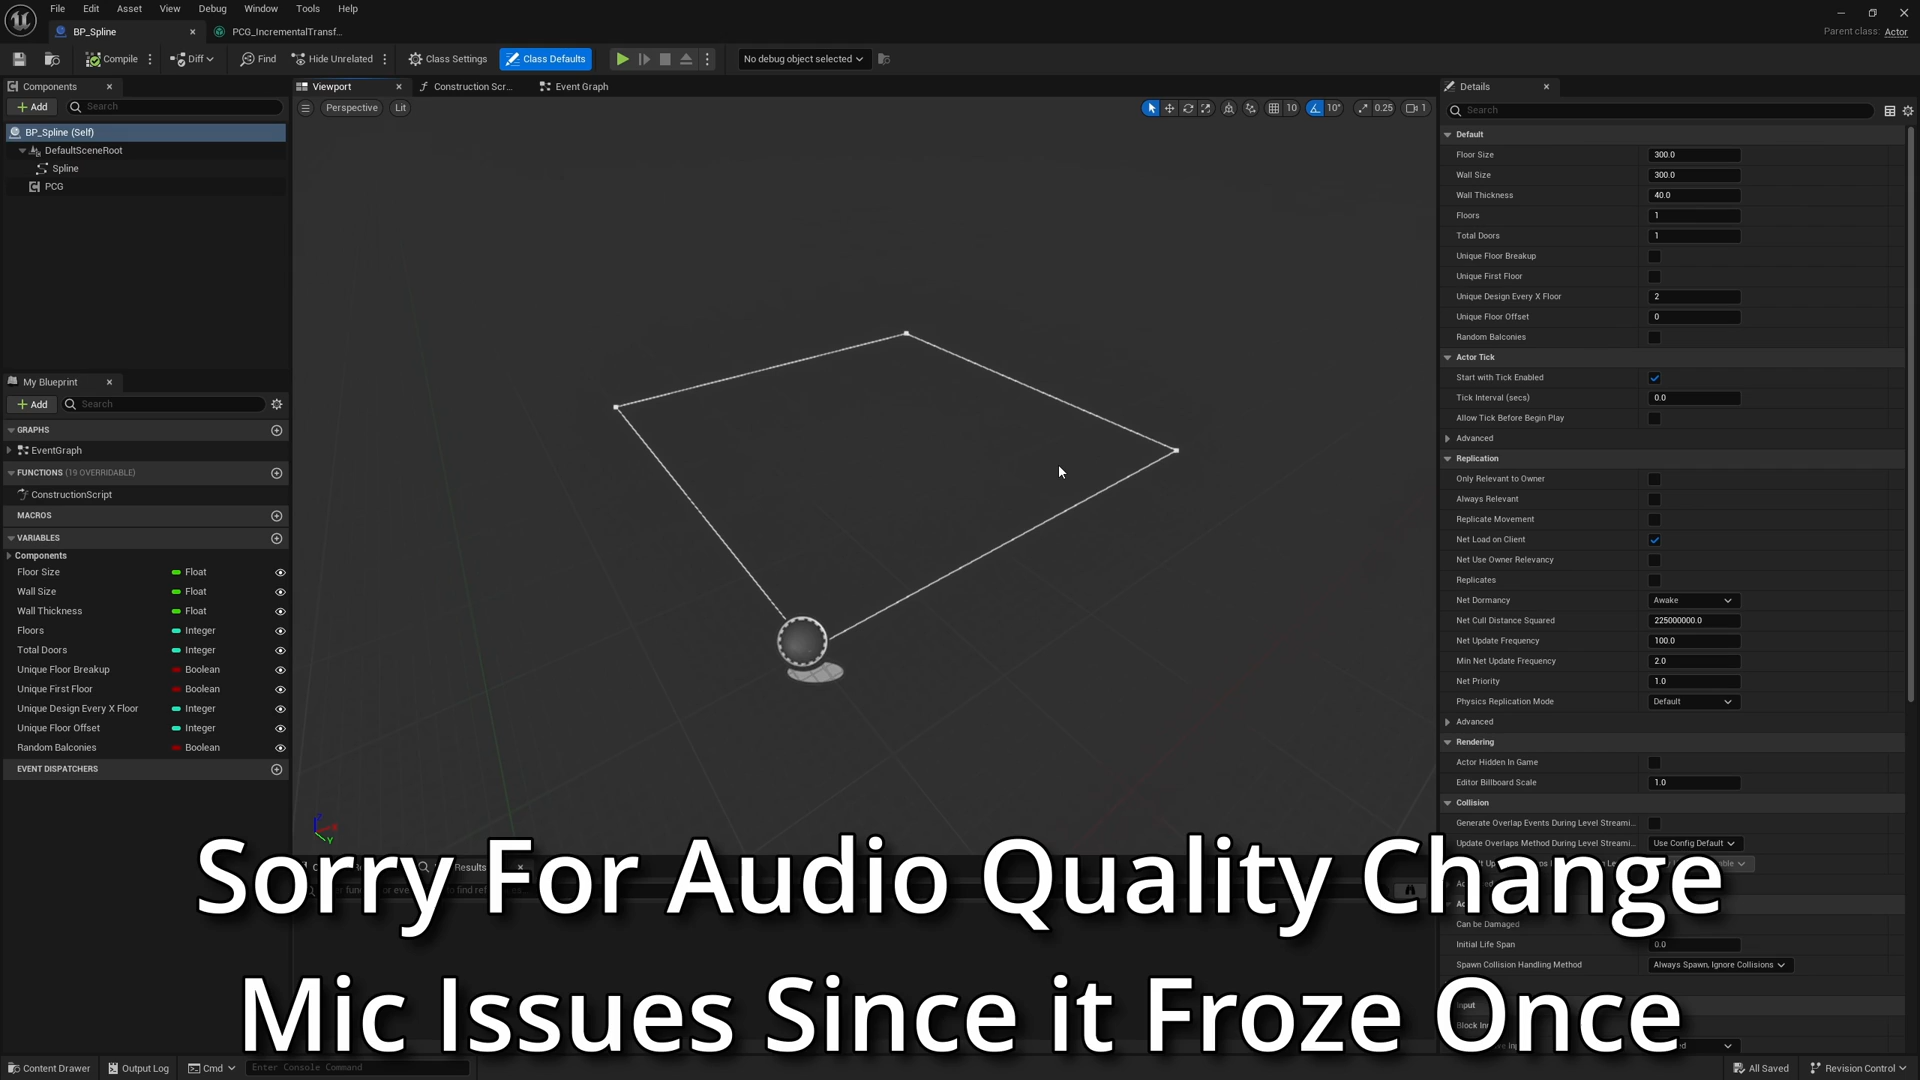 File Edit Asset View Debug Window Tools Help
BP_Spline
PCG_IncrementalTransf...
Parent class: Actor
Compile
Diff
Find
Hide Unrelated
Class Settings
Class Defaults
No debug object selected
Components
Add
Search
BP_Spline (Self)
DefaultSceneRoot
Spline
PCG
My Blueprint
Add
Search
GRAPHS
EventGraph
FUNCTIONS (19 OVERRIDABLE)
ConstructionScript
MACROS
VARIABLES
Components
Floor Size Float
Wall Size Float
Wall Thickness Float
Floors Integer
Total Doors Integer
Unique Floor Breakup Boolean
Unique First Floor Boolean
Unique Design Every X Floor Integer
Unique Floor Offset Integer
Random Balconies Boolean
EVENT DISPATCHERS
Viewport
Construction Scr...
Event Graph
Perspective
Lit
10
10°
0.25
1
Z
X
Y
Results
Details
Search
Default
Floor Size 300.0
Wall Size 300.0
Wall Thickness 40.0
Floors 1
Total Doors 1
Unique Floor Breakup
Unique First Floor
Unique Design Every X Floor 2
Unique Floor Offset 0
Random Balconies
Actor Tick
Start with Tick Enabled
Tick Interval (secs) 0.0
Allow Tick Before Begin Play
Advanced
Replication
Only Relevant to Owner
Always Relevant
Replicate Movement
Net Load on Client
Net Use Owner Relevancy
Replicates
Net Dormancy Awake
Net Cull Distance Squared 225000000.0
Net Update Frequency 100.0
Min Net Update Frequency 2.0
Net Priority 1.0
Physics Replication Mode Default
Advanced
Rendering
Actor Hidden In Game
Editor Billboard Scale 1.0
Collision
Generate Overlap Events During Level Streami...
Update Overlaps Method During Level Streami... Use Config Default
Can be Damaged
Initial Life Span 0.0
Spawn Collision Handling Method Always Spawn, Ignore Collisions
Input
Sorry For Audio Quality Change
Mic Issues Since it Froze Once
Content Drawer
Output Log
Cmd
Enter Console Command
All Saved
Revision Control